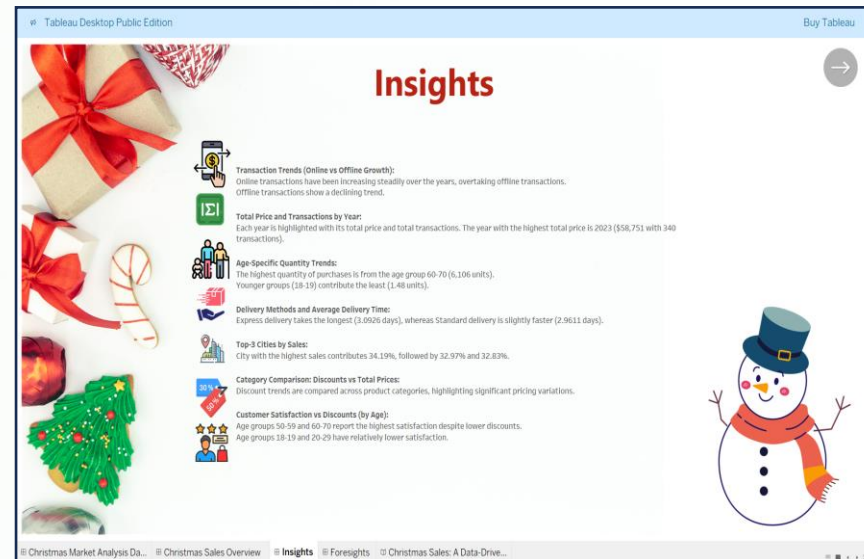 Tableau Desktop Public Edition
Buy Tableau
Insights
Transaction Trends (Online vs Offline Growth):
Online transactions have been increasing steadily over the years, overtaking offline transactions.
Offline transactions show a declining trend.
Total Price and Transactions by Year:
Each year is highlighted with its total price and total transactions. The year with the highest total price is 2023 ($58,751 with 340
transactions).
Age-Specific Quantity Trends:
The highest quantity of purchases is from the age group 60-70 (6,106 units).
Younger groups (18-19) contribute the least (1.48 units).
Delivery Methods and Average Delivery Time:
Express delivery takes the longest (3.0926 days), whereas Standard delivery is slightly faster (2.9611 days).
Top-3 Cities by Sales:
City with the highest sales contributes 34.19%, followed by 32.97% and 32.83%.
30%
50%
Category Comparison: Discounts vs Total Prices:
Discount trends are compared across product categories, highlighting significant pricing variations.
Customer Satisfaction vs Discounts (by Age):
Age groups 50-59 and 60-70 report the highest satisfaction despite lower discounts.
Age groups 18-19 and 20-29 have relatively lower satisfaction.
Christmas Market Analysis Da... Christmas Sales Overview Insights Foresights Christmas Sales: A Data-Drive...